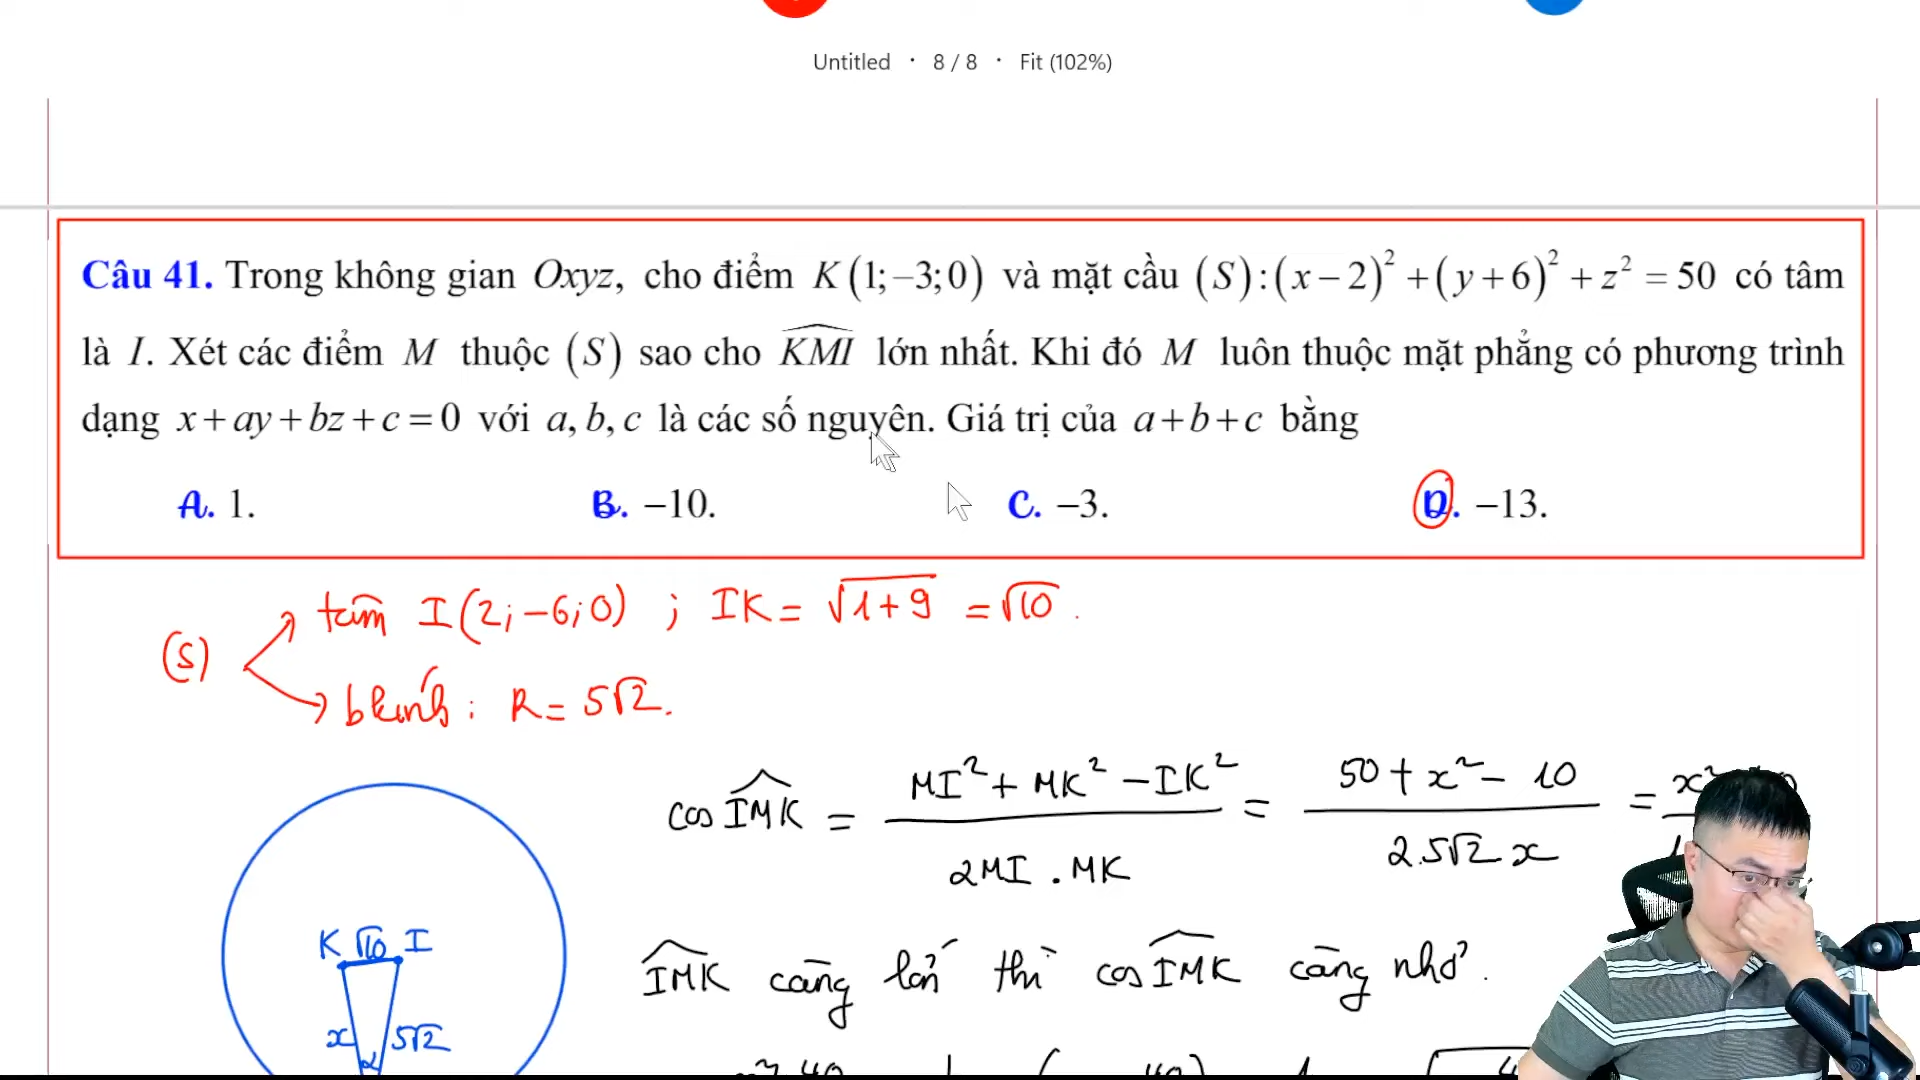 Untitled · 8 / 8 · Fit (102%)
Câu 41. Trong không gian Oxyz, cho điểm K(1;−3;0) và mặt cầu (S):(x−2)²+(y+6)²+z²=50 có tâm
là I. Xét các điểm M thuộc (S) sao cho \widehat{KMI} lớn nhất. Khi đó M luôn thuộc mặt phẳng có phương trình
dạng x+ay+bz+c=0 với a,b,c là các số nguyên. Giá trị của a+b+c bằng
A. 1. B. −10. C. −3. D. −13.
tâm I(2;−6;0) ; IK = √(1+9) = √10.
(S)
bkính: R = 5√2.
cos \widehat{IMK} = (MI² + MK² − IK²)/(2MI.MK) = (50 + x² − 10)/(2.5√2 x) =
K √10 I
\widehat{IMK} càng lớn thì cos \widehat{IMK} càng nhỏ.
x 5√2
α